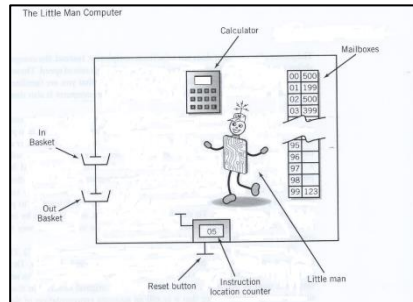 The Little Man Computer
Calculator
Mailboxes
00 500
01 199
02 500
03 399
95
96
97
98
99 123
In
Basket
Out
Basket
05
Reset button
Instruction
location counter
Little man